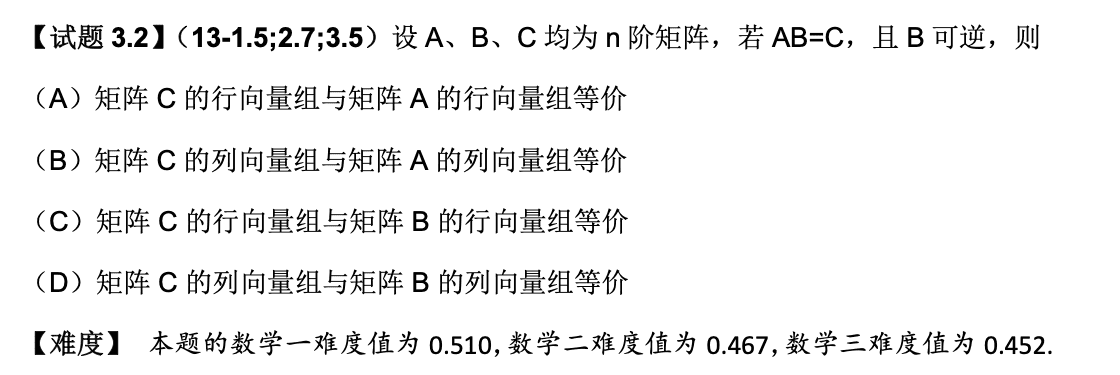 【试题 3.2】（13-1.5;2.7;3.5）设 A、B、C 均为 n 阶矩阵，若 AB=C，且 B 可逆，则
（A）矩阵 C 的行向量组与矩阵 A 的行向量组等价
（B）矩阵 C 的列向量组与矩阵 A 的列向量组等价
（C）矩阵 C 的行向量组与矩阵 B 的行向量组等价
（D）矩阵 C 的列向量组与矩阵 B 的列向量组等价
【难度】 本题的数学一难度值为 0.510, 数学二难度值为 0.467, 数学三难度值为 0.452.